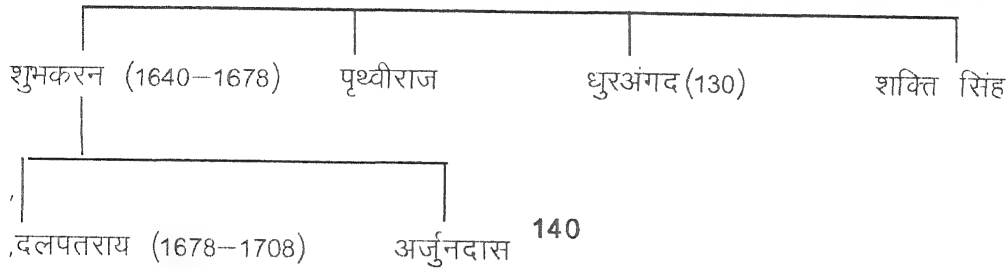 शुभकरन (1640–1678) पृथ्वीराज धुरअंगद (130) शक्ति सिंह
,दलपतराय (1678–1708) अर्जुनदास 140